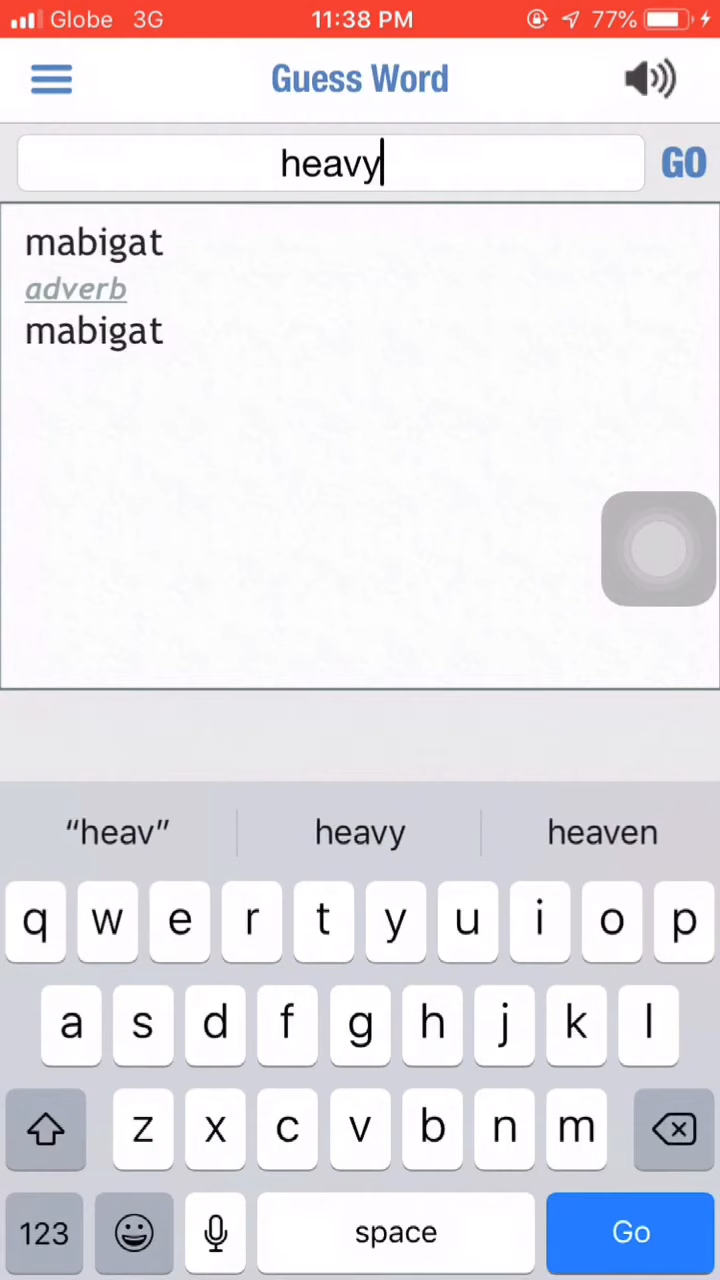 Globe 3G 11:38 PM 77%
Guess Word
heavy GO
mabigat
adverb
mabigat
“heav” heavy heaven
q w e r t y u i o p
a s d f g h j k l
z x c v b n m
123 space Go